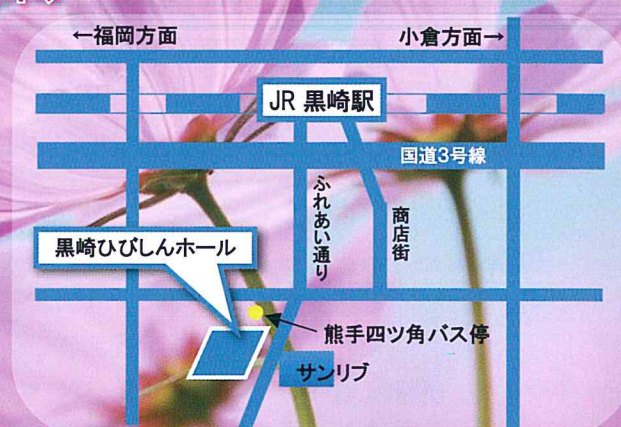 ←福岡方面
小倉方面→
JR 黒崎駅
国道3号線
ふれあい通り
商店街
黒崎ひびしんホール
熊手四ツ角バス停
サンリブ